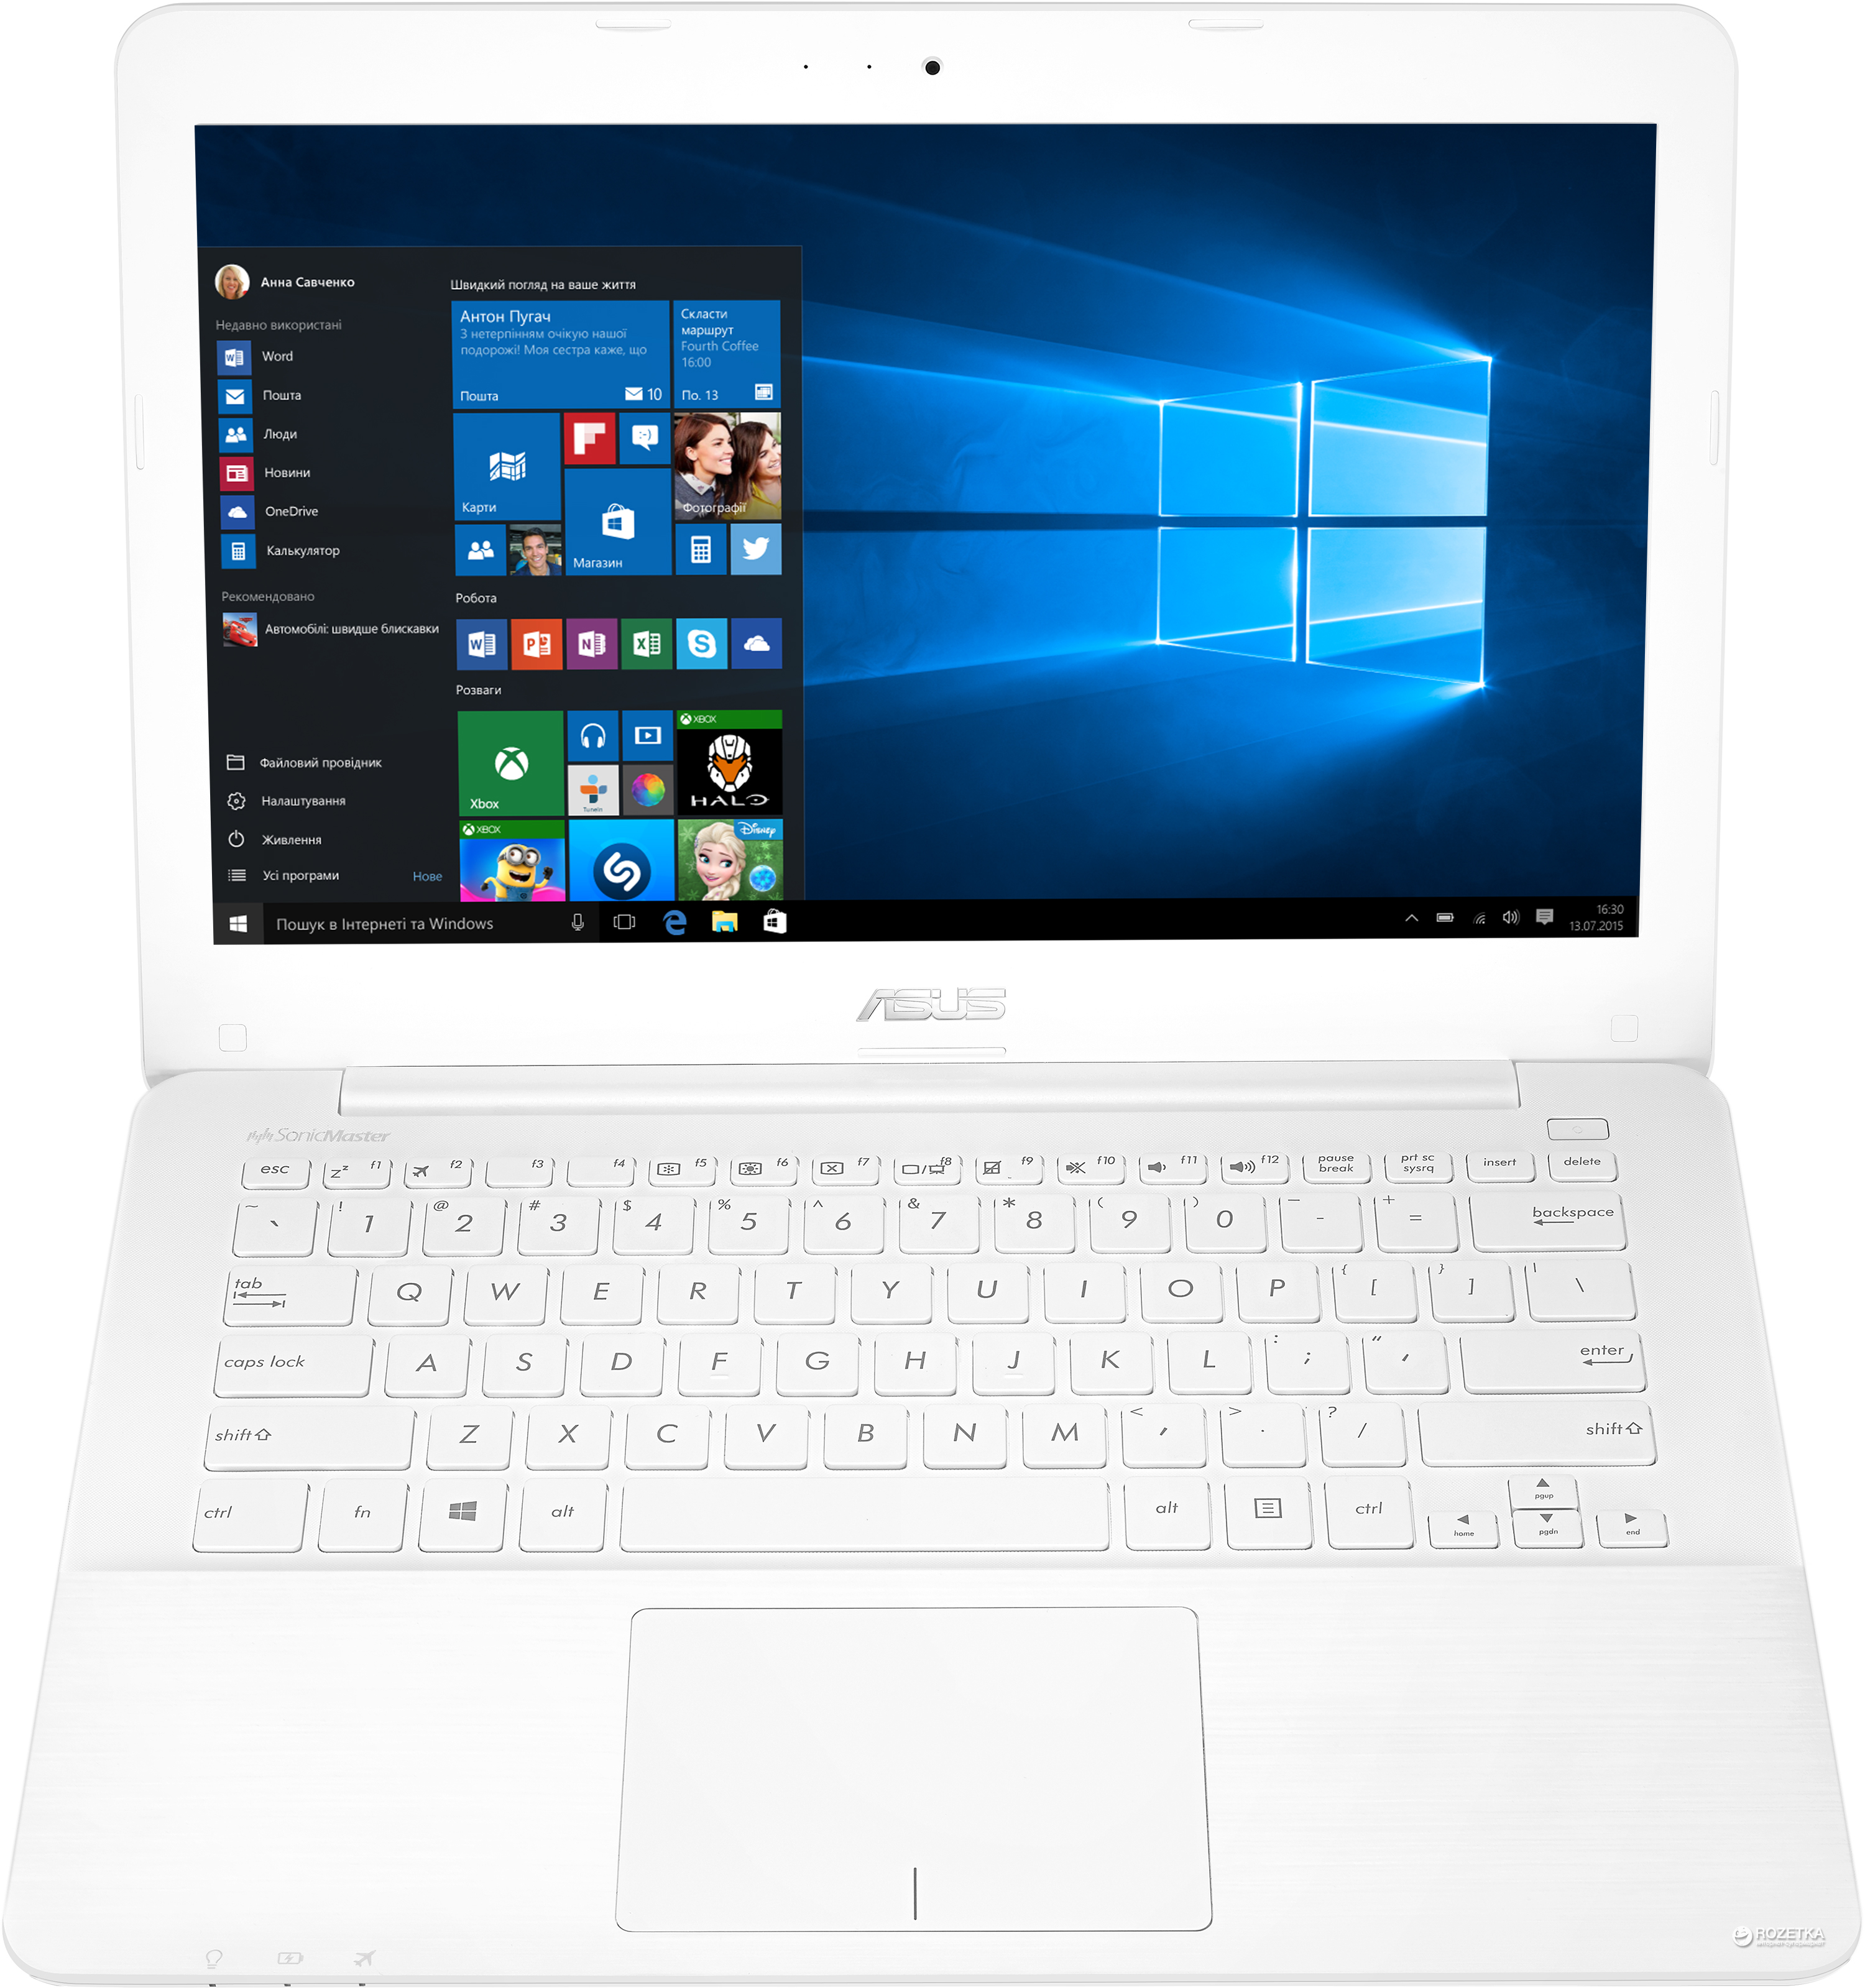 Анна Савченко
Недавно використані
Word
Пошта
Люди
Новини
OneDrive
Калькулятор
Рекомендовано
Автомобілі: швидше блискавки
Файловий провідник
Налаштування
Живлення
Усі програми Нове
Швидкий погляд на ваше життя
Антон Пугач
З нетерпінням очікую нашої
подорожі! Моя сестра каже, що
Пошта 10
Скласти
маршрут
Fourth Coffee
16:00
По. 13
Карти
Магазин
Фотографії
Робота
Розваги
Xbox
TuneIn
XBOX
HALO
XBOX
Disney
Пошук в Інтернеті та Windows
16:30
13.07.2015
ASUS
SonicMaster
esc zz f1 f2 f3 f4 f5 f6 f7 f8 f9 f10 f11 f12 pause break prt sc sysrq insert delete
~ ` ! 1 @ 2 # 3 $ 4 % 5 ^ 6 & 7 * 8 ( 9 ) 0 _ - + = backspace
tab Q W E R T Y U I O P { [ } ] | \
caps lock A S D F G H J K L : ; " ' enter
shift Z X C V B N M < , > . ? / shift
ctrl fn alt alt ctrl home pgup pgdn end
ROZETKA